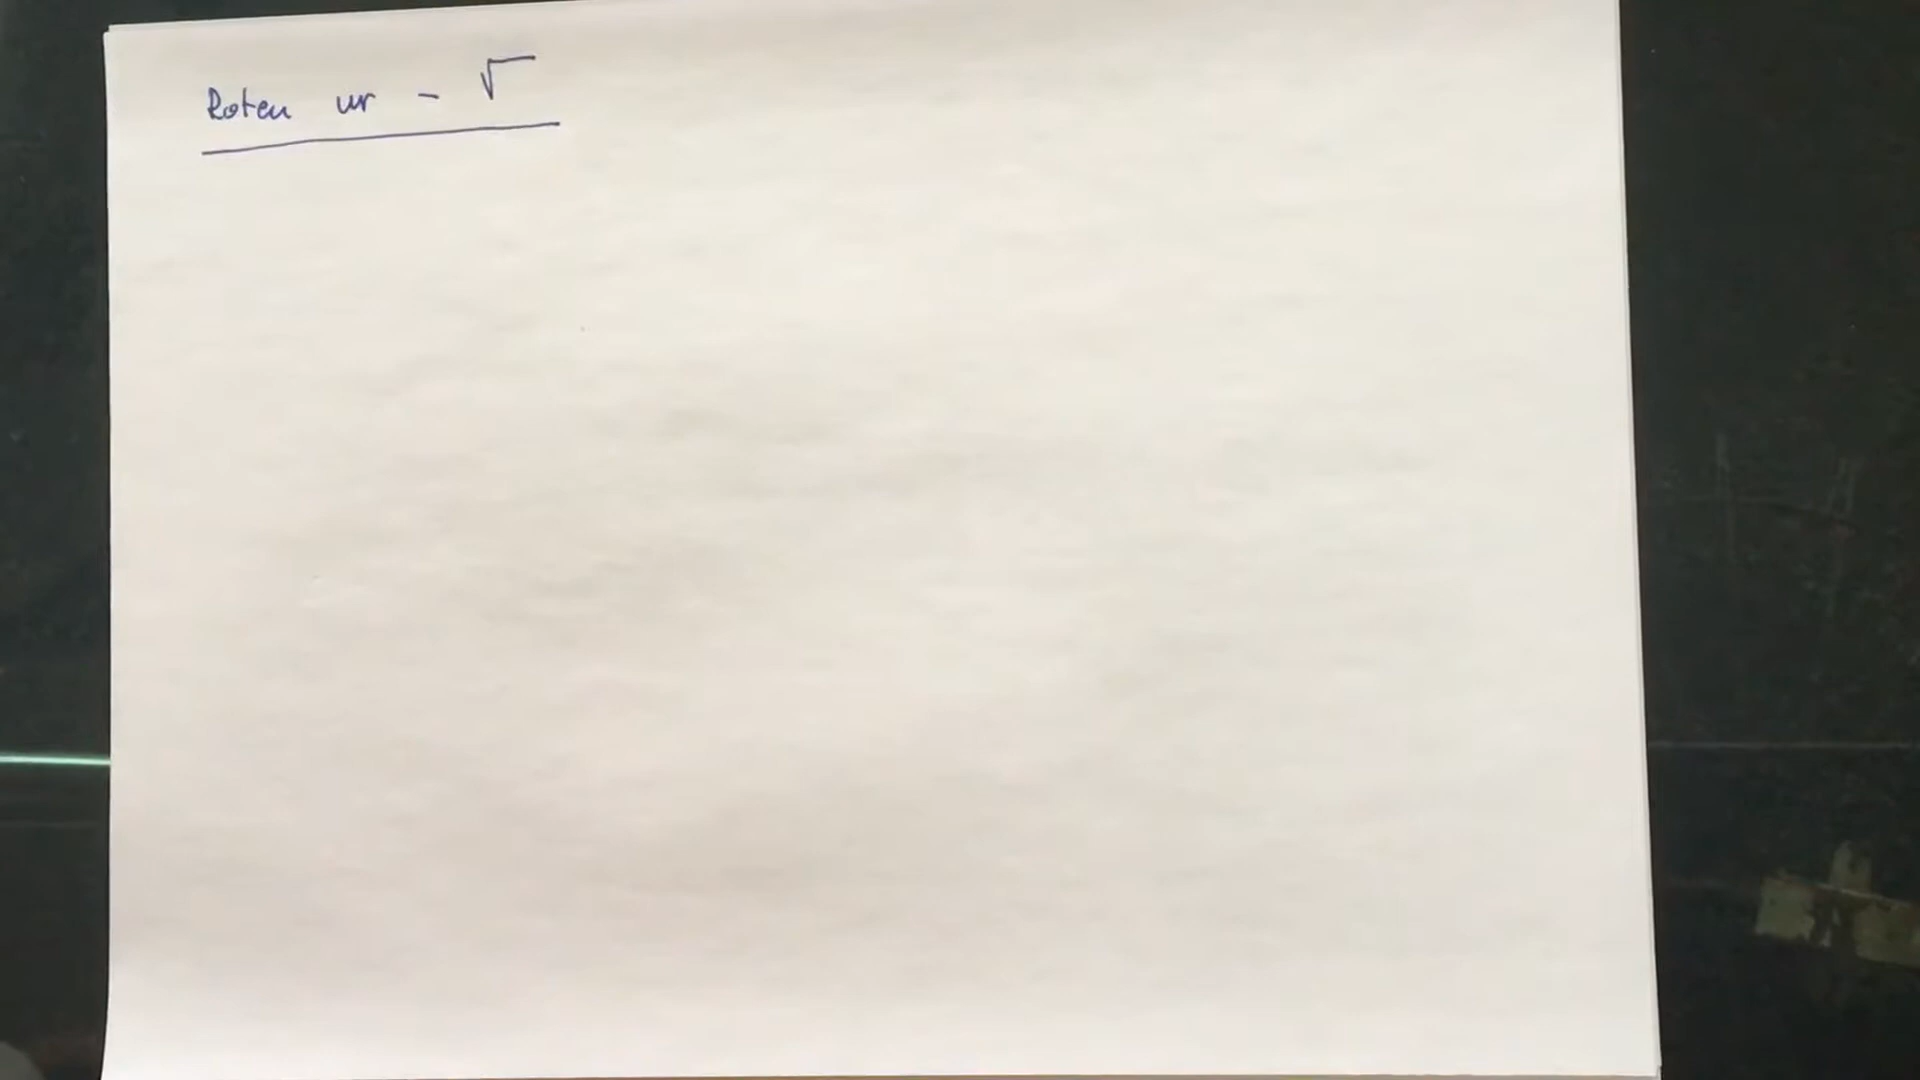 Roten ur - √